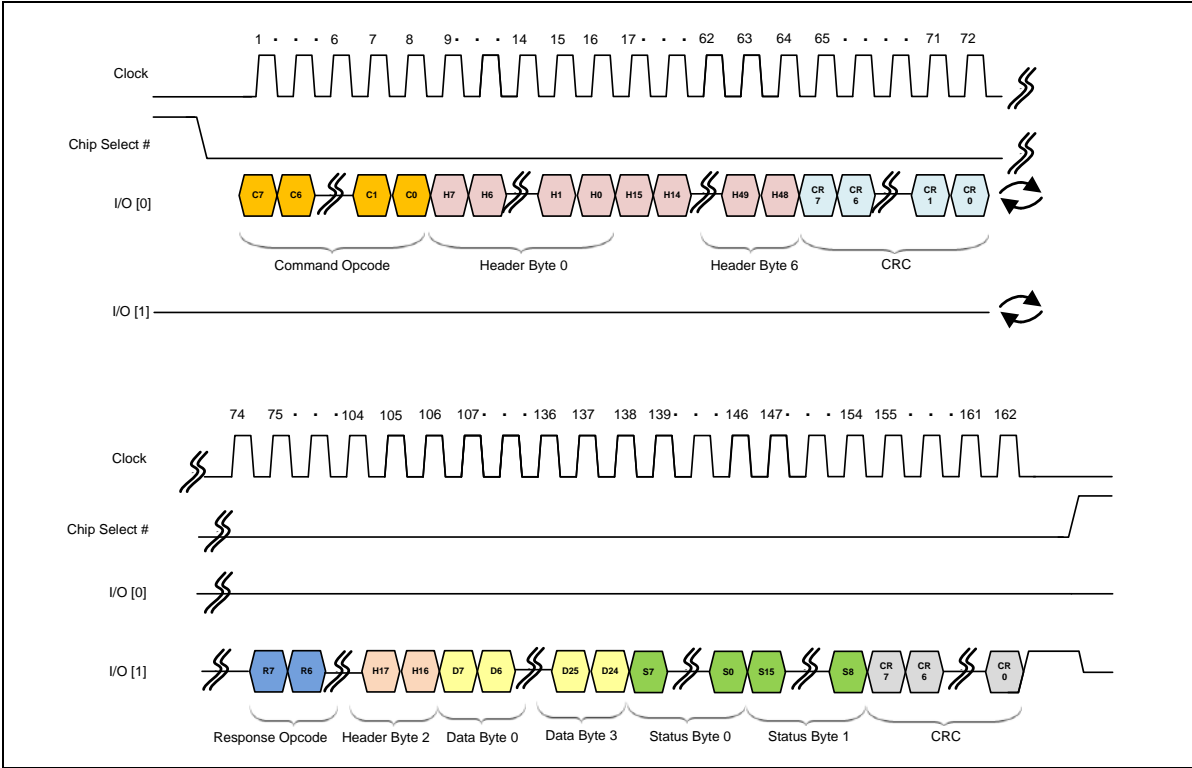 1 · · · 6 7 8 9 · · · 14 15 16 17 · · · 62 63 64 65 · · · · 71 72
Clock
Chip Select #
I/O [0]
C7 C6 C1 C0 H7 H6 H1 H0 H15 H14 H49 H48 CR 7 CR 6 CR 1 CR 0
Command Opcode Header Byte 0 Header Byte 6 CRC
I/O [1]
74 75 · · · 104 105 106 107 · · · 136 137 138 139 · · · 146 147 · · · 154 155 · · · 161 162
Clock
Chip Select #
I/O [0]
I/O [1]
R7 R6 H17 H16 D7 D6 D25 D24 S7 S0 S15 S8 CR 7 CR 6 CR 0
Response Opcode Header Byte 2 Data Byte 0 Data Byte 3 Status Byte 0 Status Byte 1 CRC